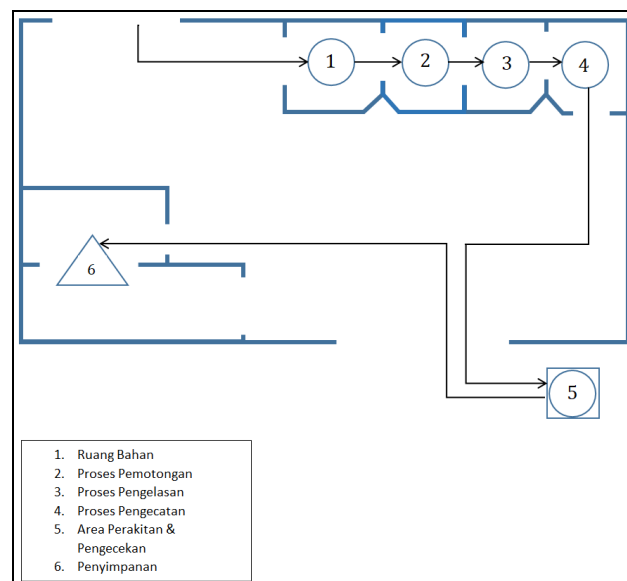 1 2 3 4
6
5
1. Ruang Bahan
2. Proses Pemotongan
3. Proses Pengelasan
4. Proses Pengecatan
5. Area Perakitan &
Pengecekan
6. Penyimpanan